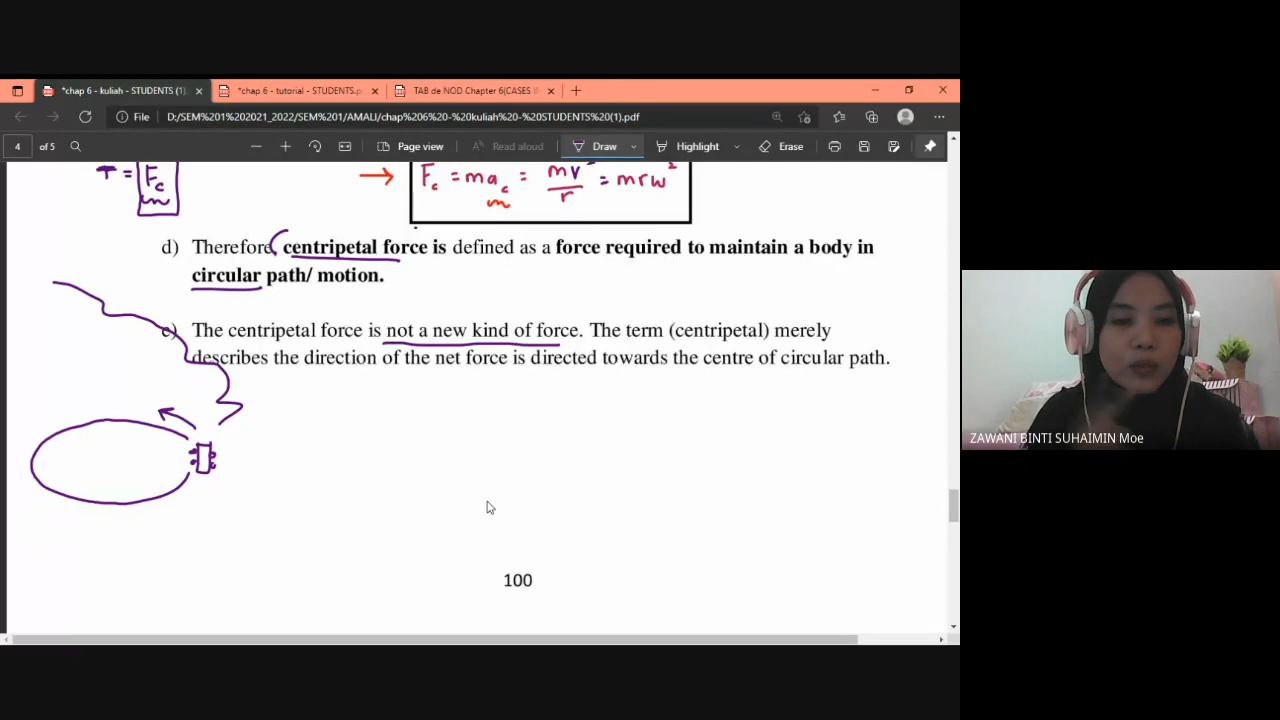 *chap 6 - kuliah - STUDENTS (1).
*chap 6 - tutorial - STUDENTS.p
TAB de NOD Chapter 6(CASES I
File
D:/SEM%201%202021_2022/SEM%201/AMALI/chap%206%20-%20kuliah%20-%20STUDENTS%20(1).pdf
4 of 5
Page view
Read aloud
Draw
Highlight
Erase
T = Fc
Fc = mac = mv²/r = mrw²
d) Therefore centripetal force is defined as a force required to maintain a body in
circular path/ motion.
e) The centripetal force is not a new kind of force. The term (centripetal) merely
describes the direction of the net force is directed towards the centre of circular path.
100
ZAWANI BINTI SUHAIMIN Moe